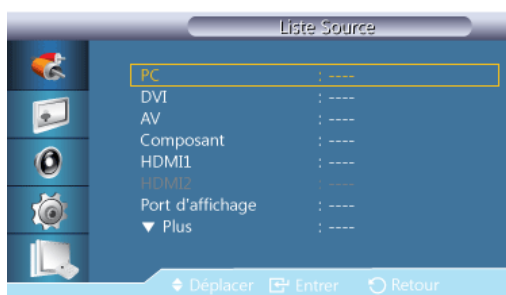 Liste Source
PC : ----
DVI : ----
AV : ----
Composant : ----
HDMI1 : ----
HDMI2 : ----
Port d'affichage : ----
▼ Plus : ----
Déplacer Entrer Retour